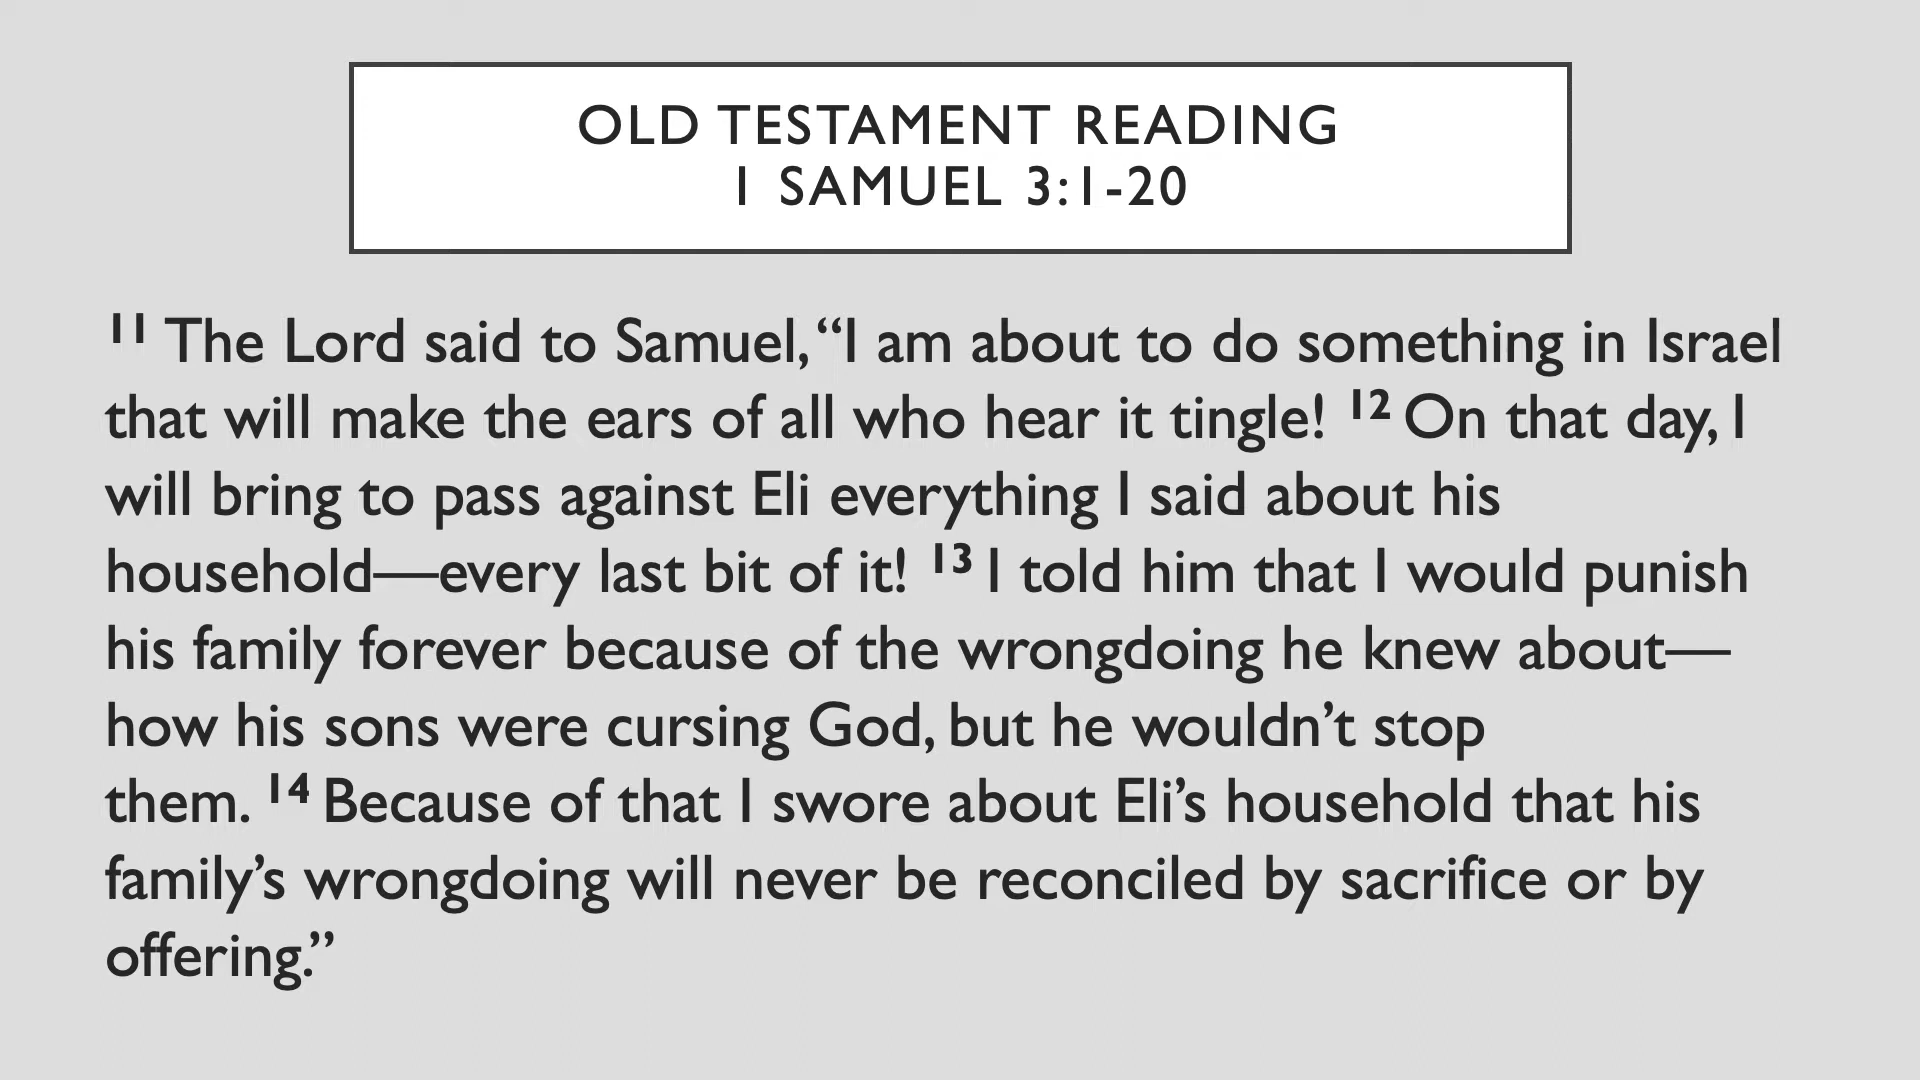 OLD TESTAMENT READING
1 SAMUEL 3:1-20
11 The Lord said to Samuel, “I am about to do something in Israel
that will make the ears of all who hear it tingle! 12 On that day, I
will bring to pass against Eli everything I said about his
household—every last bit of it! 13 I told him that I would punish
his family forever because of the wrongdoing he knew about—
how his sons were cursing God, but he wouldn’t stop
them. 14 Because of that I swore about Eli’s household that his
family’s wrongdoing will never be reconciled by sacrifice or by
offering.”